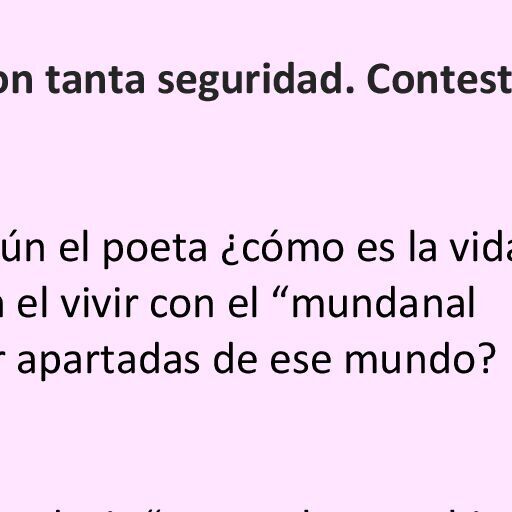 on tanta seguridad. Contest
ún el poeta ¿cómo es la vida
el vivir con el “mundanal
r apartadas de ese mundo?